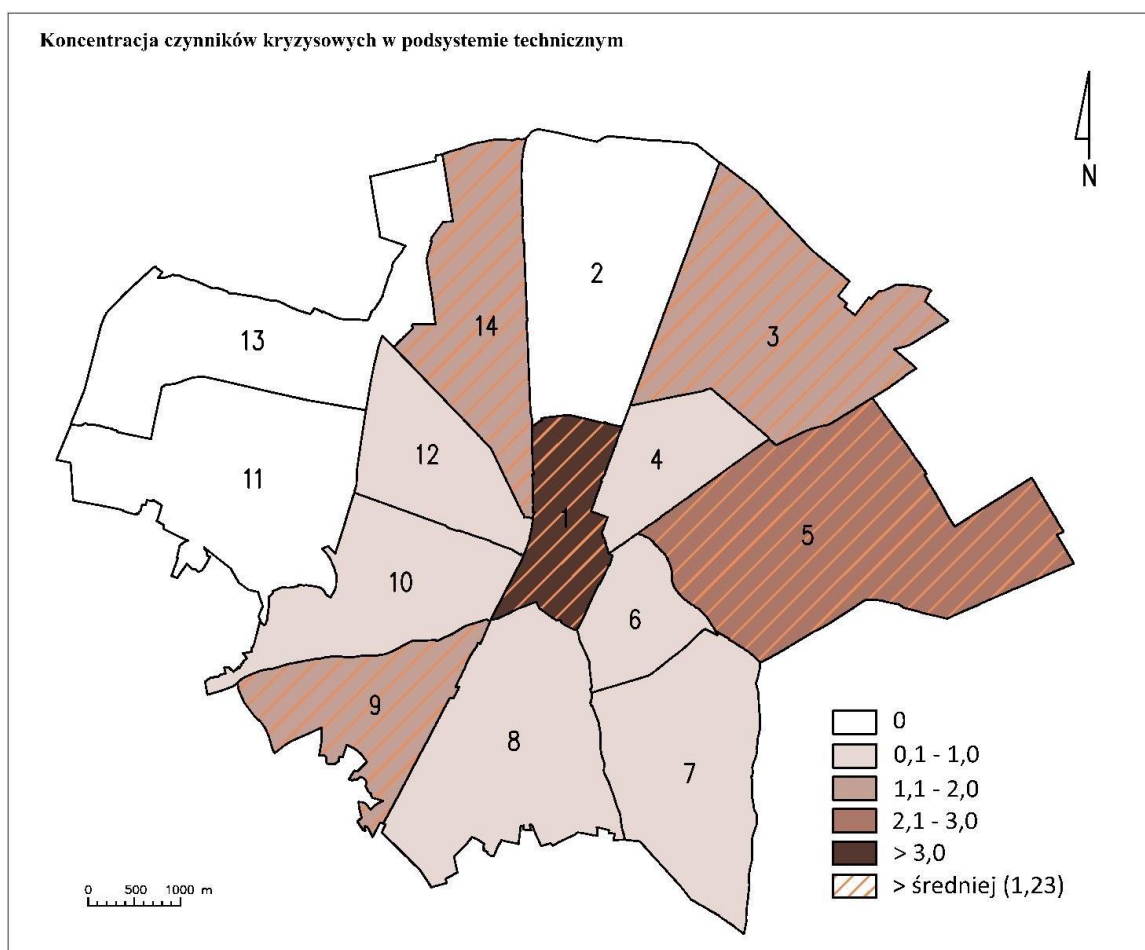 Koncentracja czynników kryzysowych w podsystemie technicznym
N
2
14
3
13
12
4
11
1
5
10
6
9
8
7
0
0,1 - 1,0
1,1 - 2,0
2,1 - 3,0
> 3,0
> średniej (1,23)
0 500 1000 m